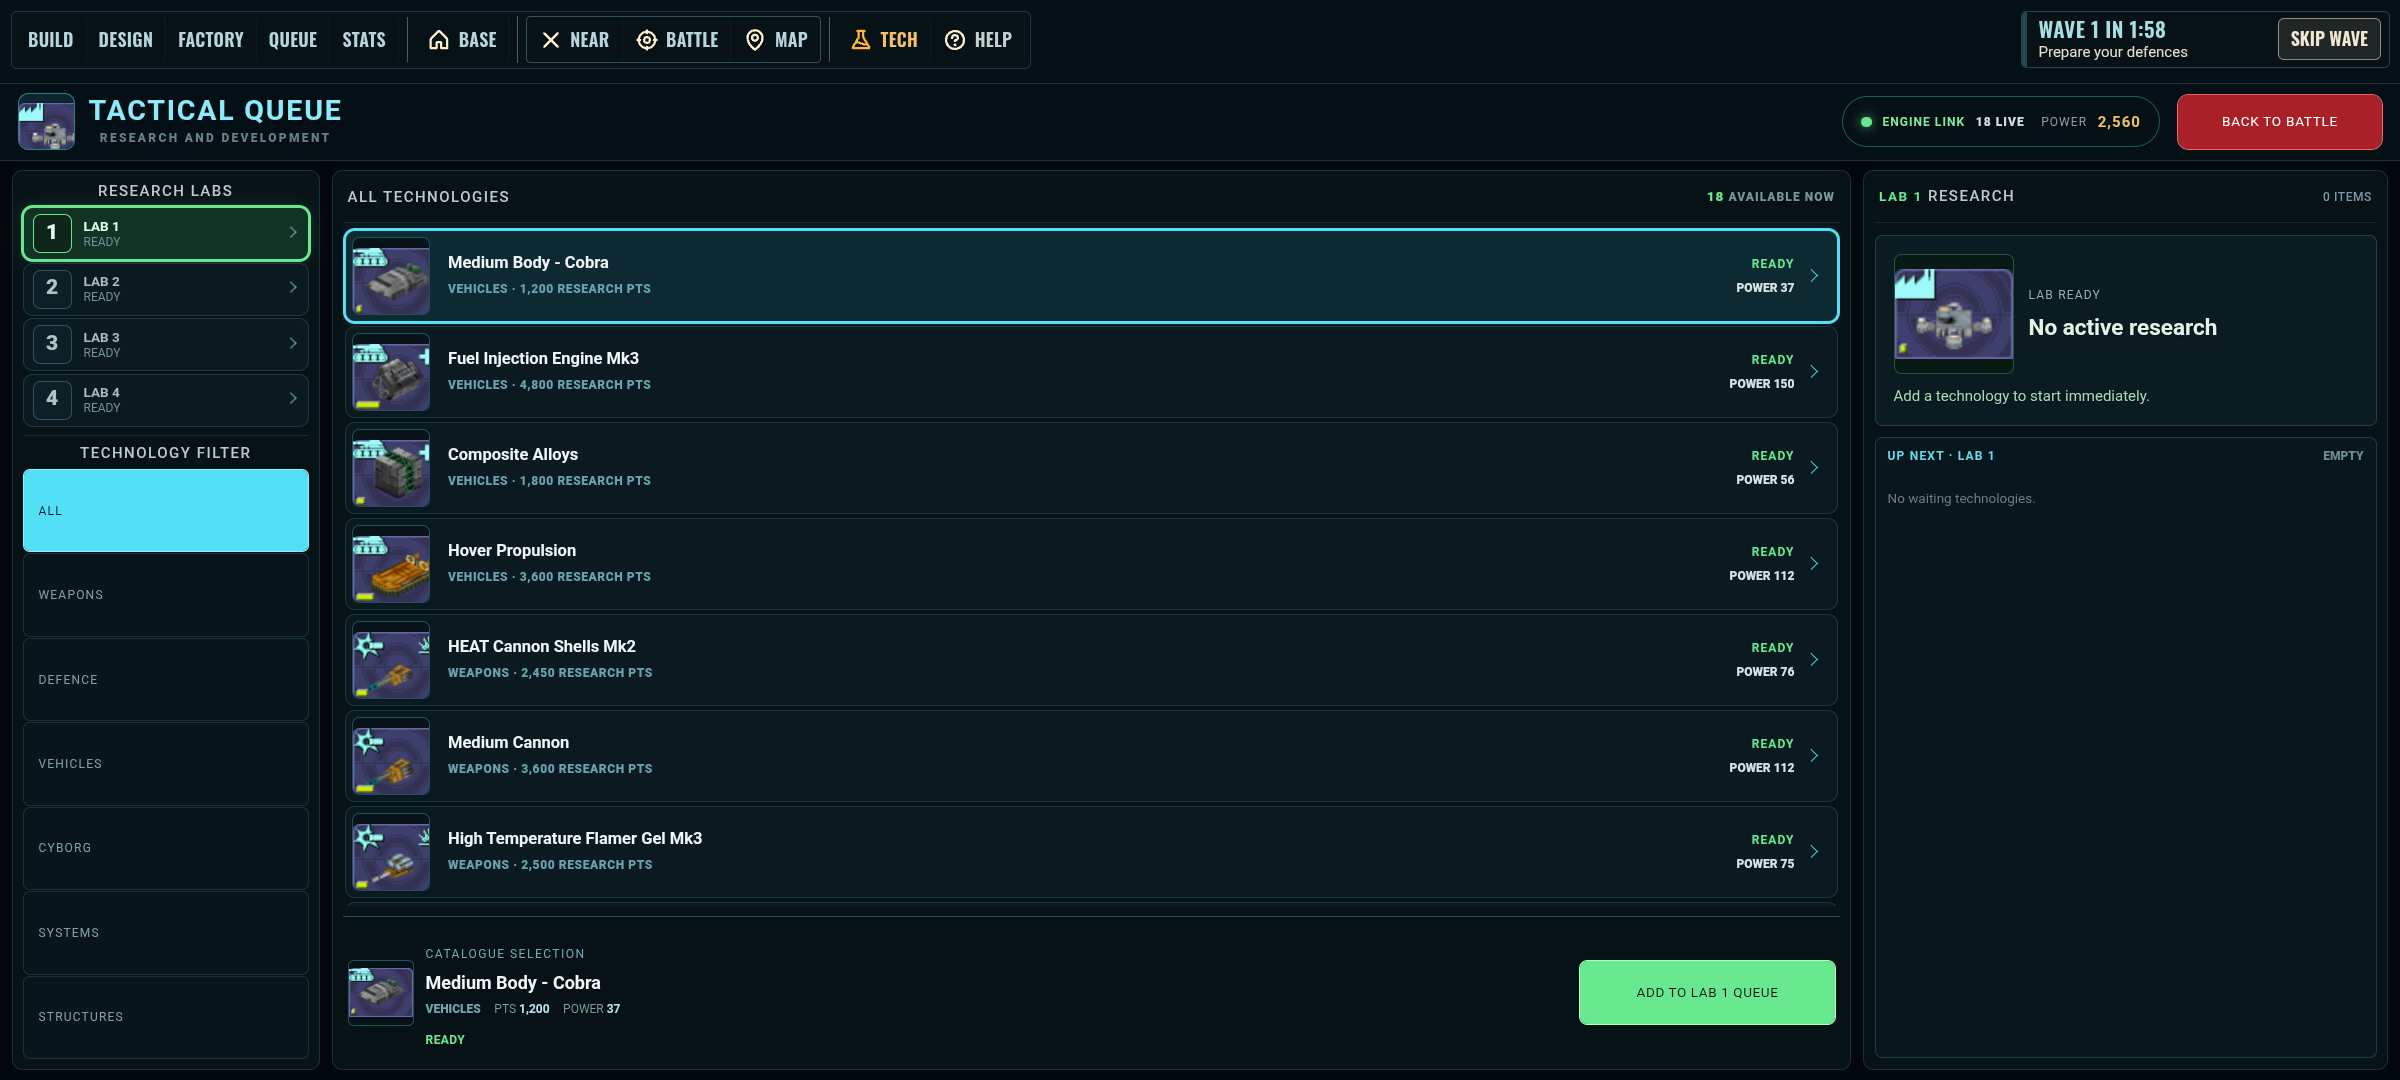 BUILD DESIGN FACTORY QUEUE STATS BASE NEAR BATTLE MAP TECH HELP
WAVE 1 IN 1:58
Prepare your defences
SKIP WAVE
TACTICAL QUEUE
RESEARCH AND DEVELOPMENT
ENGINE LINK 18 LIVE POWER 2,560
BACK TO BATTLE
RESEARCH LABS
1 LAB 1
READY
2 LAB 2
READY
3 LAB 3
READY
4 LAB 4
READY
TECHNOLOGY FILTER
ALL
WEAPONS
DEFENCE
VEHICLES
CYBORG
SYSTEMS
STRUCTURES
ALL TECHNOLOGIES
18 AVAILABLE NOW
Medium Body - Cobra
VEHICLES · 1,200 RESEARCH PTS
READY
POWER 37
Fuel Injection Engine Mk3
VEHICLES · 4,800 RESEARCH PTS
READY
POWER 150
Composite Alloys
VEHICLES · 1,800 RESEARCH PTS
READY
POWER 56
Hover Propulsion
VEHICLES · 3,600 RESEARCH PTS
READY
POWER 112
HEAT Cannon Shells Mk2
WEAPONS · 2,450 RESEARCH PTS
READY
POWER 76
Medium Cannon
WEAPONS · 3,600 RESEARCH PTS
READY
POWER 112
High Temperature Flamer Gel Mk3
WEAPONS · 2,500 RESEARCH PTS
READY
POWER 75
CATALOGUE SELECTION
Medium Body - Cobra
VEHICLES PTS 1,200 POWER 37
READY
ADD TO LAB 1 QUEUE
LAB 1 RESEARCH
0 ITEMS
LAB READY
No active research
Add a technology to start immediately.
UP NEXT · LAB 1
EMPTY
No waiting technologies.